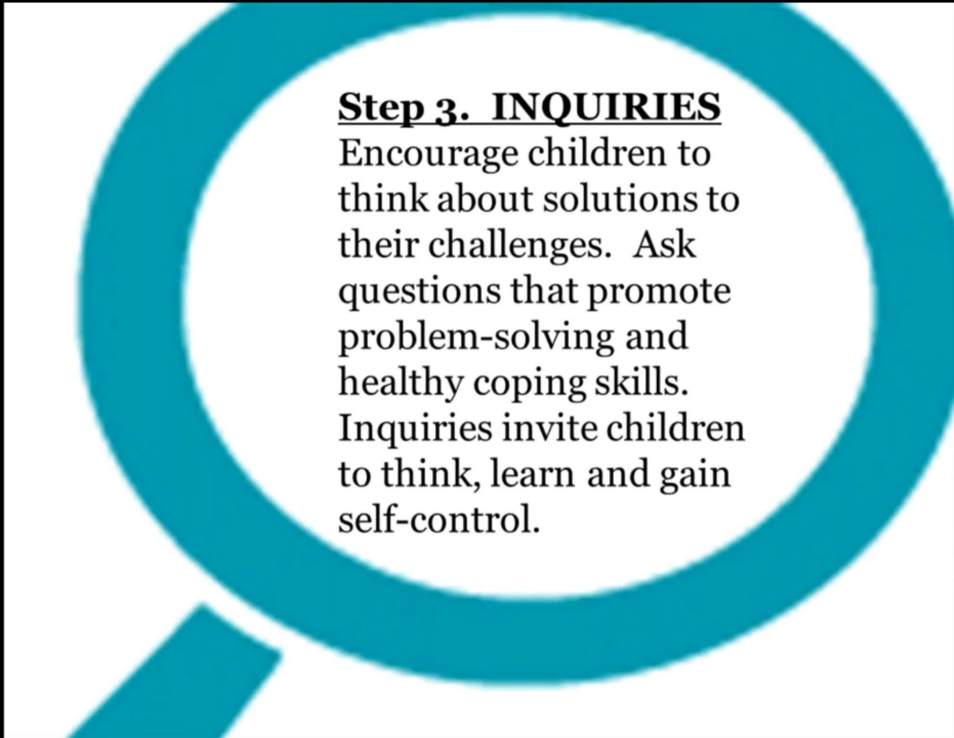 Step 3.  INQUIRIES
Encourage children to
think about solutions to
their challenges.  Ask
questions that promote
problem-solving and
healthy coping skills.
Inquiries invite children
to think, learn and gain
self-control.